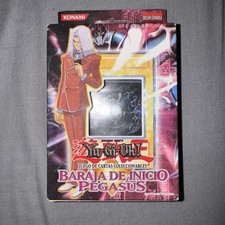 KONAMI
Yu-Gi-Oh!
JUEGO DE CARTAS COLECCIONABLES
BARAJA DE INICIO
PEGASUS